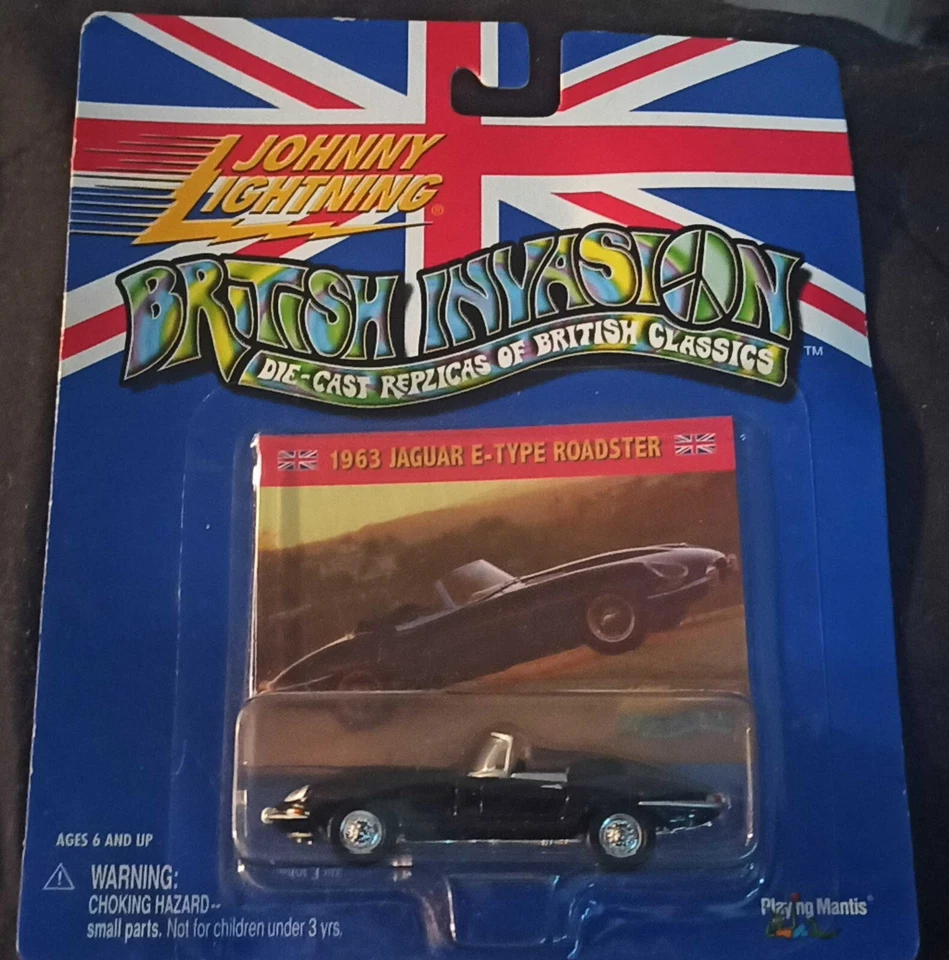 JOHNNY
LIGHTNING®
BRITISH INVASION
DIE-CAST REPLICAS OF BRITISH CLASSICS ™
1963 JAGUAR E-TYPE ROADSTER
AGES 6 AND UP
⚠ WARNING:
CHOKING HAZARD--
small parts. Not for children under 3 yrs.
Playing Mantis®